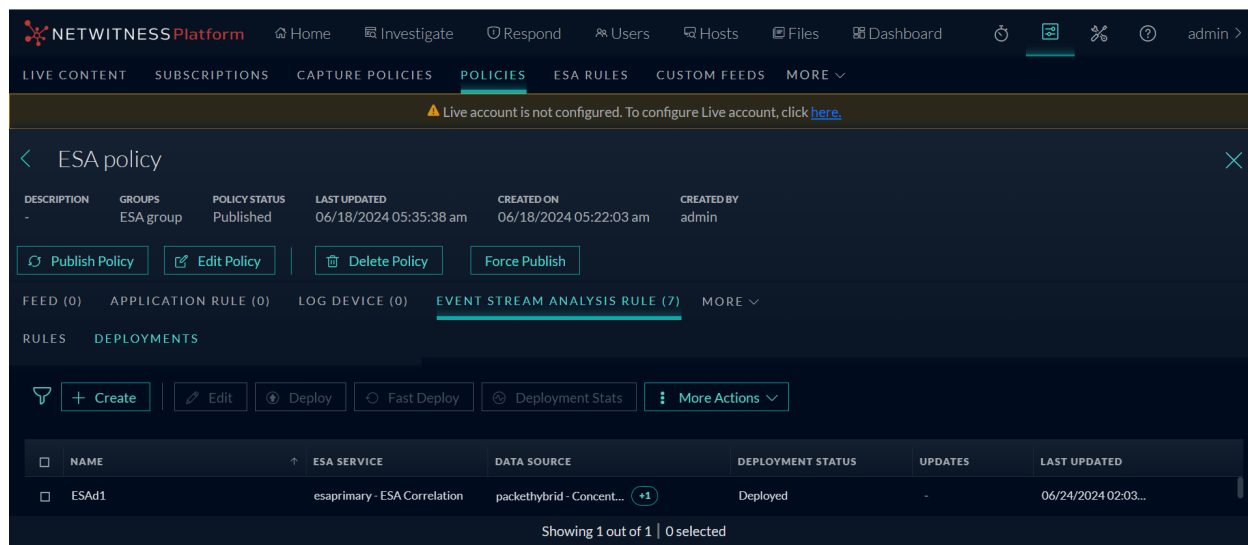 NETWITNESS Platform Home Investigate Respond Users Hosts Files Dashboard admin >
LIVE CONTENT SUBSCRIPTIONS CAPTURE POLICIES POLICIES ESA RULES CUSTOM FEEDS MORE
Live account is not configured. To configure Live account, click here.
ESA policy
DESCRIPTION GROUPS POLICY STATUS LAST UPDATED CREATED ON CREATED BY
- ESA group Published 06/18/2024 05:35:38 am 06/18/2024 05:22:03 am admin
Publish Policy Edit Policy Delete Policy Force Publish
FEED (0) APPLICATION RULE (0) LOG DEVICE (0) EVENT STREAM ANALYSIS RULE (7) MORE
RULES DEPLOYMENTS
+ Create Edit Deploy Fast Deploy Deployment Stats More Actions
NAME ESA SERVICE DATA SOURCE DEPLOYMENT STATUS UPDATES LAST UPDATED
ESAd1 esaprimary - ESA Correlation packethybrid - Concent... +1 Deployed - 06/24/2024 02:03...
Showing 1 out of 1 | 0 selected